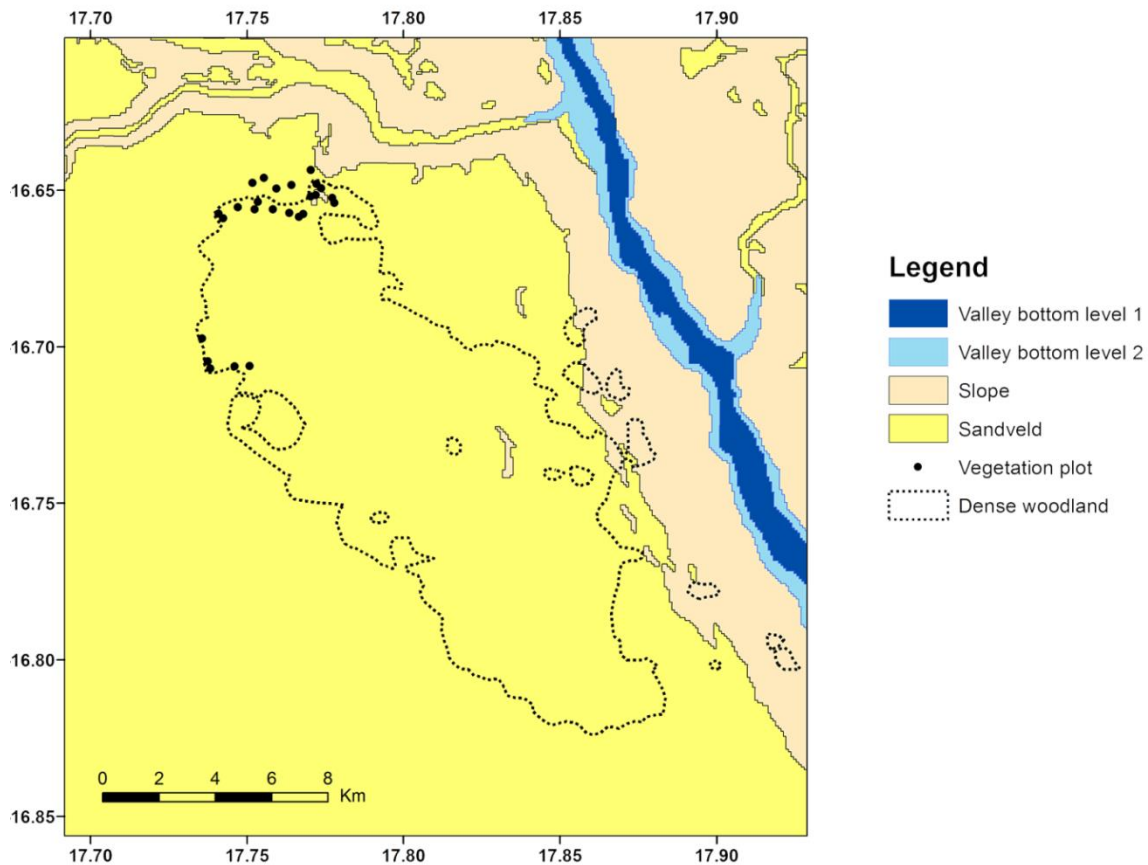 17.70 17.75 17.80 17.85 17.90
16.65
16.70
16.75
16.80
16.85
0 2 4 6 8
Km
17.70 17.75 17.80 17.85 17.90
Legend
Valley bottom level 1
Valley bottom level 2
Slope
Sandveld
Vegetation plot
Dense woodland